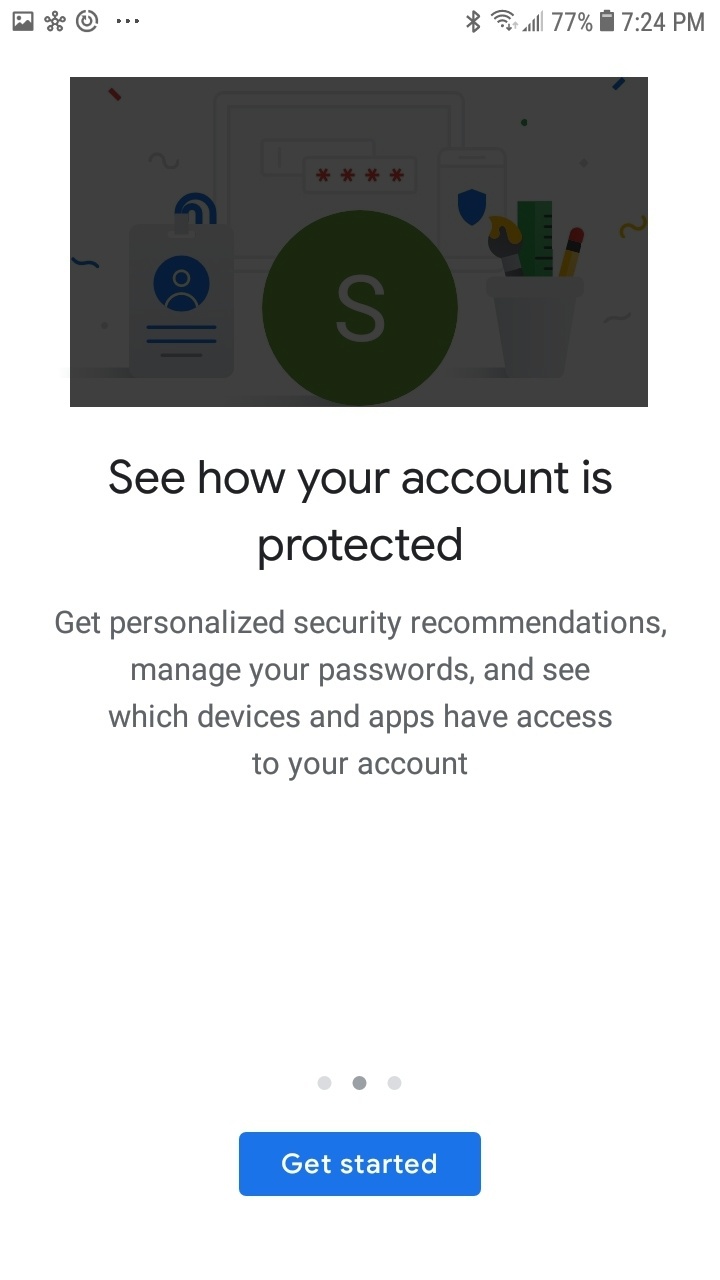 77% 7:24 PM
****
S
See how your account is
protected
Get personalized security recommendations,
manage your passwords, and see
which devices and apps have access
to your account
Get started